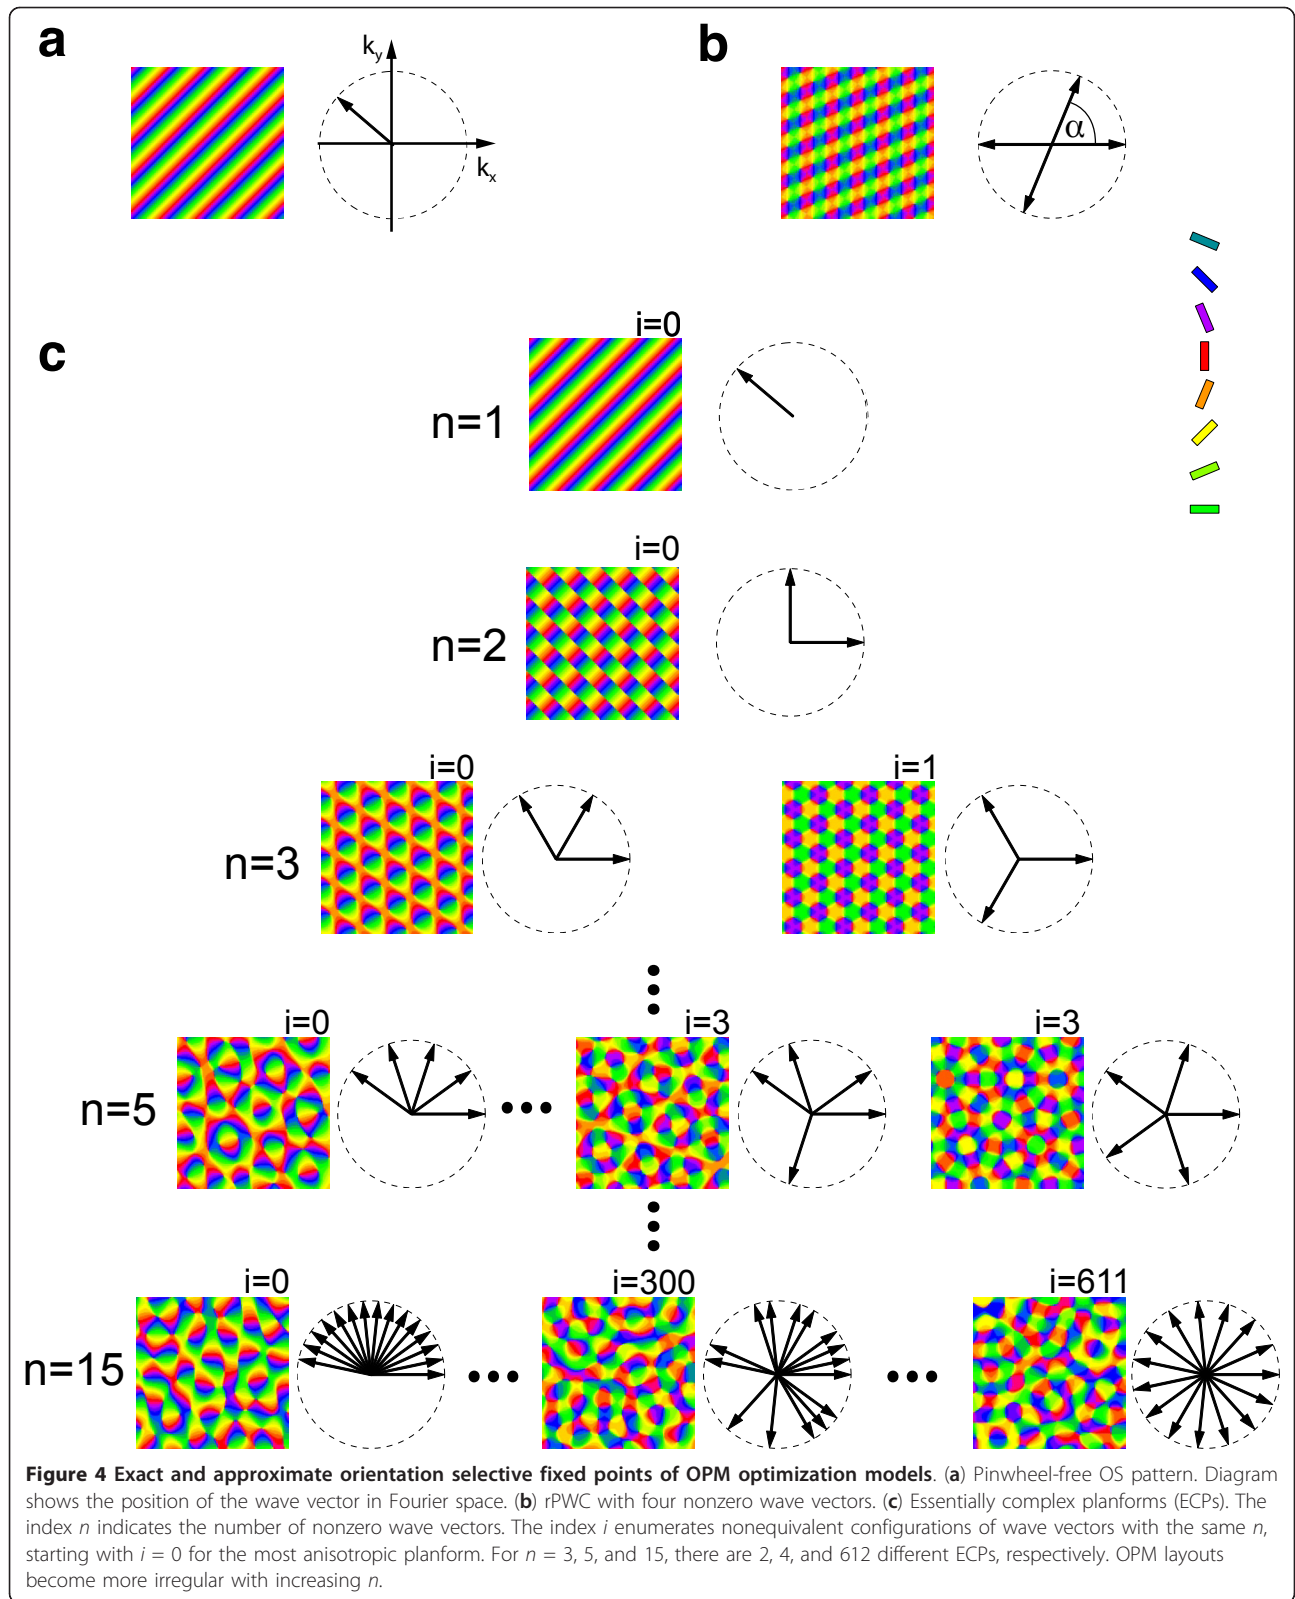 a
k_y
k_x
b
α
c
i=0
n=1
i=0
n=2
i=0
i=1
n=3
i=0
i=3
i=3
n=5
i=0
i=300
i=611
n=15
Figure 4 Exact and approximate orientation selective fixed points of OPM optimization models. (a) Pinwheel-free OS pattern. Diagram
shows the position of the wave vector in Fourier space. (b) rPWC with four nonzero wave vectors. (c) Essentially complex planforms (ECPs). The
index n indicates the number of nonzero wave vectors. The index i enumerates nonequivalent configurations of wave vectors with the same n,
starting with i = 0 for the most anisotropic planform. For n = 3, 5, and 15, there are 2, 4, and 612 different ECPs, respectively. OPM layouts
become more irregular with increasing n.